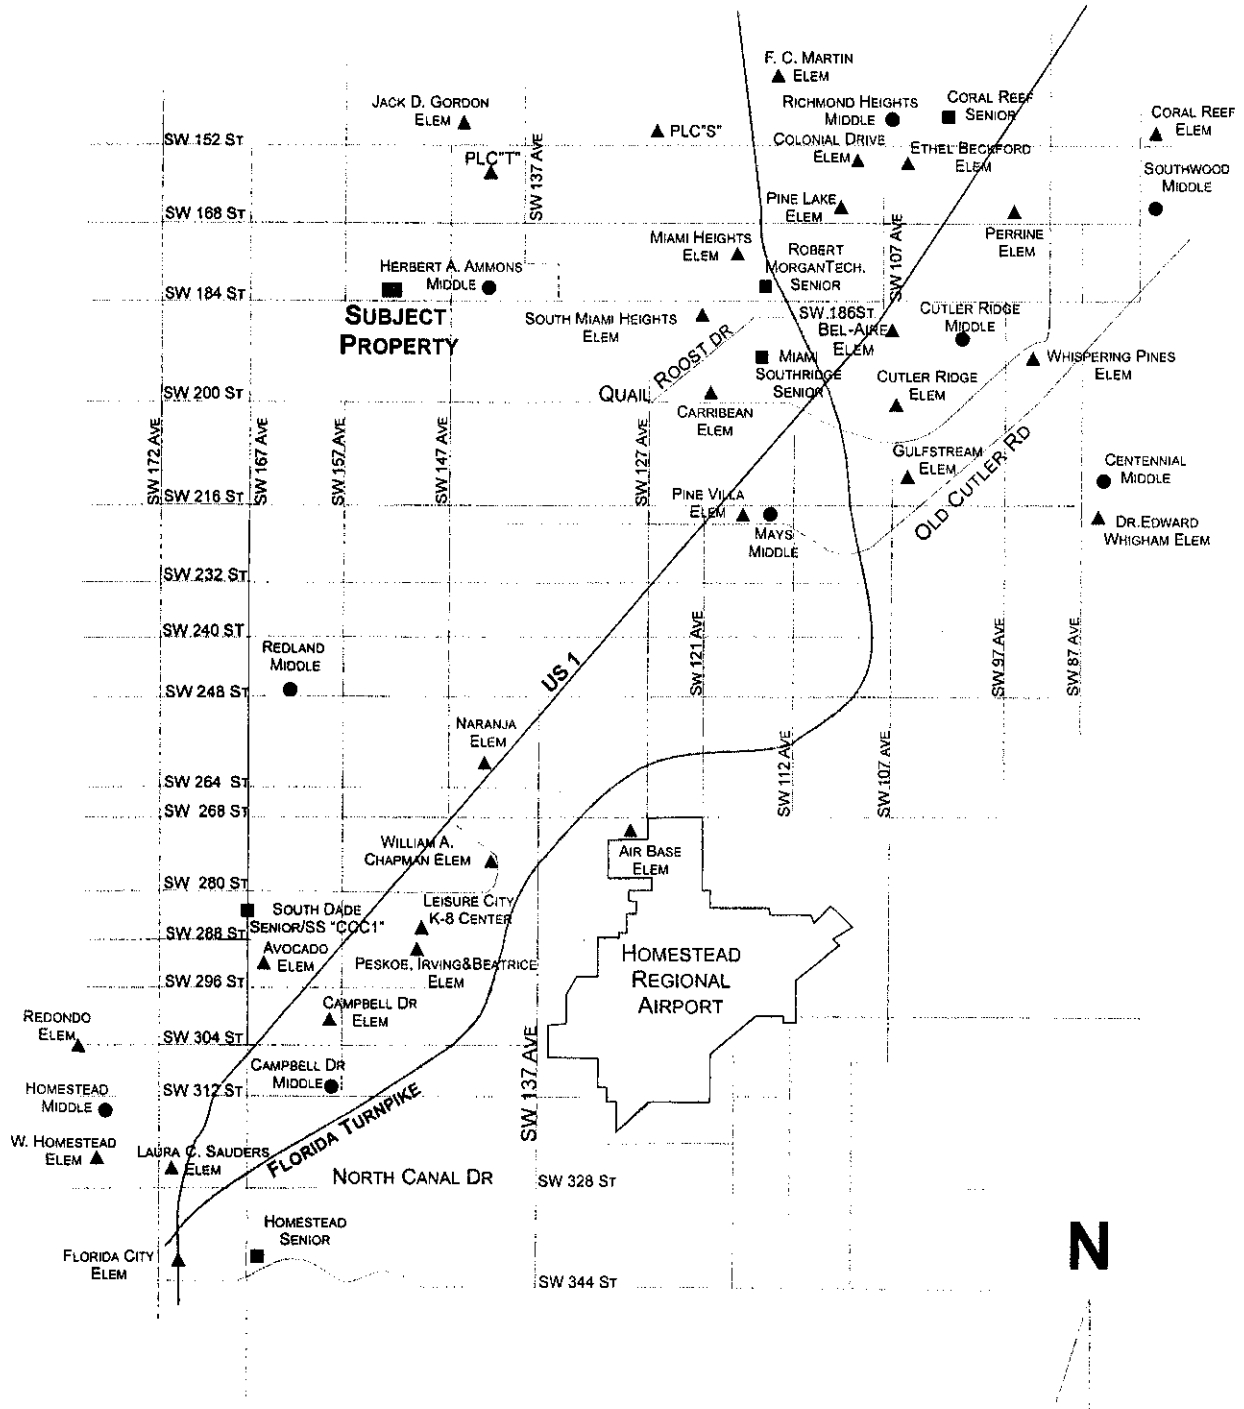 F. C. MARTIN
ELEM
JACK D. GORDON
ELEM
RICHMOND HEIGHTS
MIDDLE
CORAL REEF
SENIOR
CORAL REEF
ELEM
PLC"S"
SW 152 ST
PLC"T"
SW 137 AVE
COLONIAL DRIVE
ELEM
ETHEL BECKFORD
ELEM
SOUTHWOOD
MIDDLE
PINE LAKE
ELEM
SW 168 ST
SW 107 AVE
PERRINE
ELEM
MIAMI HEIGHTS
ELEM
ROBERT
MORGANTECH.
SENIOR
HERBERT A. AMMONS
MIDDLE
SW 184 ST
SUBJECT
PROPERTY
SOUTH MIAMI HEIGHTS
ELEM
SW.186ST.
BEL-AIRE
ELEM
CUTLER RIDGE
MIDDLE
QUAIL ROOST DR
MIAMI
SOUTHRIDGE
SENIOR
WHISPERING PINES
ELEM
CUTLER RIDGE
ELEM
SW 200 ST
CARRIBEAN
ELEM
SW 172 AVE
SW 167 AVE
SW 157 AVE
SW 147 AVE
SW 127 AVE
GULFSTREAM
ELEM
OLD CUTLER RD
CENTENNIAL
MIDDLE
SW 216 ST
PINE VILLA
ELEM
MAYS
MIDDLE
DR.EDWARD
WHIGHAM ELEM
SW 232 ST
SW 240 ST
REDLAND
MIDDLE
US 1
SW 121 AVE
SW 97 AVE
SW 87 AVE
SW 248 ST
NARANJA
ELEM
SW 112 AVE
SW 107 AVE
SW 264 ST
SW 268 ST
WILLIAM A.
CHAPMAN ELEM
AIR BASE
ELEM
SW 280 ST
LEISURE CITY
K-8 CENTER
SOUTH DADE
SENIOR/SS "CCC1"
SW 288 ST
AVOCADO
ELEM
PESKOE, IRVING&BEATRICE
ELEM
HOMESTEAD
REGIONAL
AIRPORT
SW 296 ST
CAMPBELL DR
ELEM
REDONDO
ELEM
SW 304 ST
SW 137 AVE
CAMPBELL DR
MIDDLE
HOMESTEAD
MIDDLE
SW 312 ST
FLORIDA TURNPIKE
W. HOMESTEAD
ELEM
LAURA C. SAUDERS
ELEM
NORTH CANAL DR
SW 328 ST
HOMESTEAD
SENIOR
FLORIDA CITY
ELEM
SW 344 ST
N